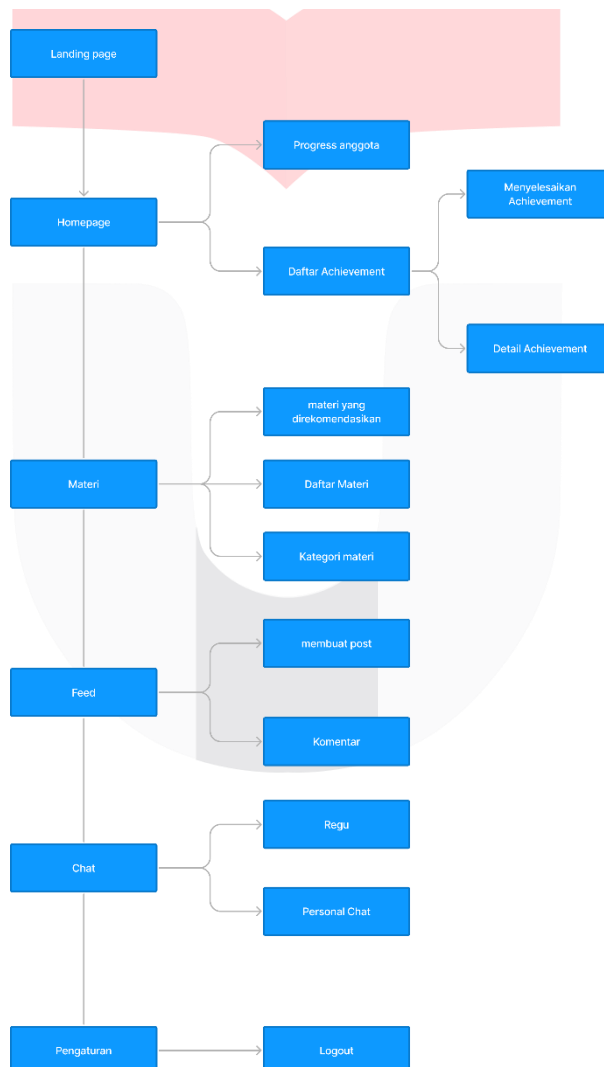 Landing page
Progress anggota
Menyelesaikan
Achievement
Homepage
Daftar Achievement
Detail Achievement
materi yang
direkomendasikan
Materi
Daftar Materi
Kategori materi
membuat post
Feed
Komentar
Regu
Chat
Personal Chat
Pengaturan
Logout